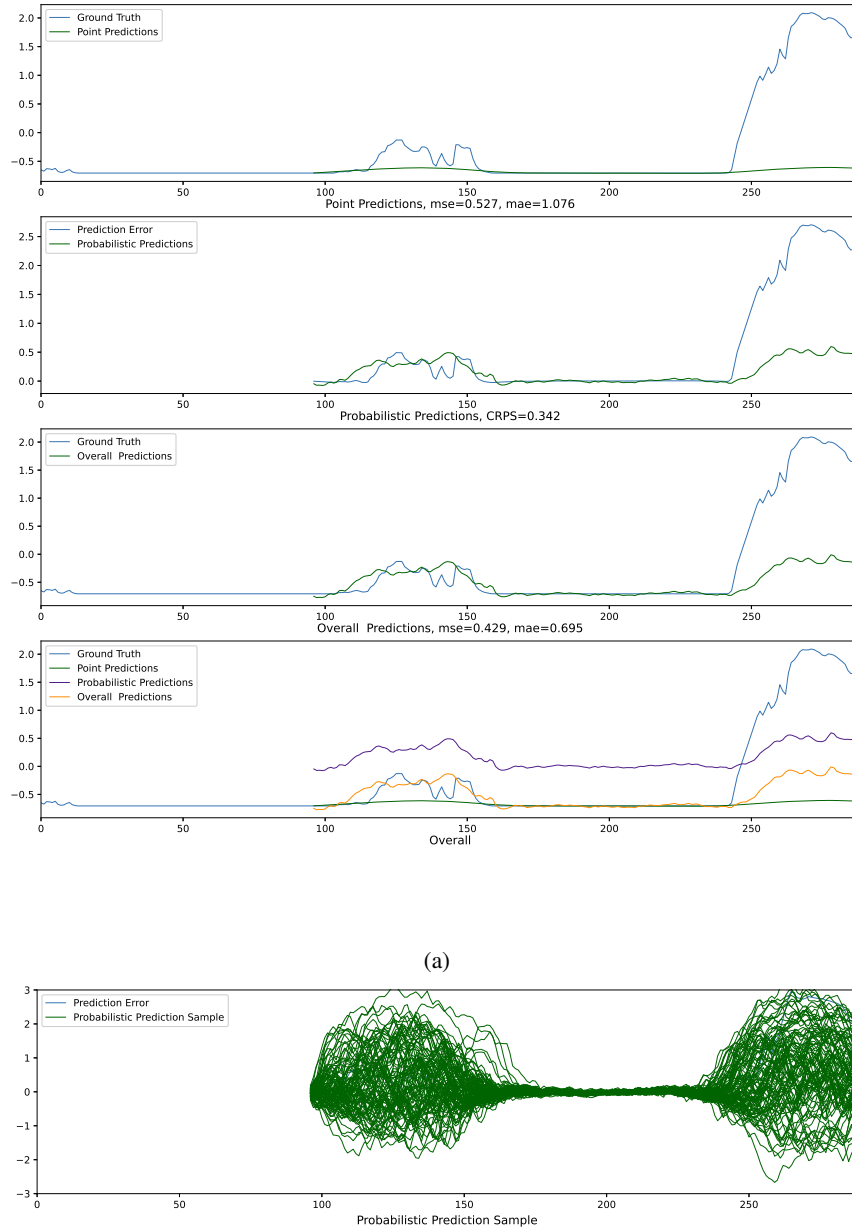 Ground Truth
Point Predictions
2.0
1.5
1.0
0.5
0.0
−0.5
0 50 100 150 200 250
Point Predictions, mse=0.527, mae=1.076
Prediction Error
Probabilistic Predictions
2.5
2.0
1.5
1.0
0.5
0.0
0 50 100 150 200 250
Probabilistic Predictions, CRPS=0.342
Ground Truth
Overall  Predictions
2.0
1.5
1.0
0.5
0.0
−0.5
0 50 100 150 200 250
Overall  Predictions, mse=0.429, mae=0.695
Ground Truth
Point Predictions
Probabilistic Predictions
Overall  Predictions
2.0
1.5
1.0
0.5
0.0
−0.5
0 50 100 150 200 250
Overall
(a)
Prediction Error
Probabilistic Prediction Sample
3
2
1
0
−1
−2
−3
0 50 100 150 200 250
Probabilistic Prediction Sample